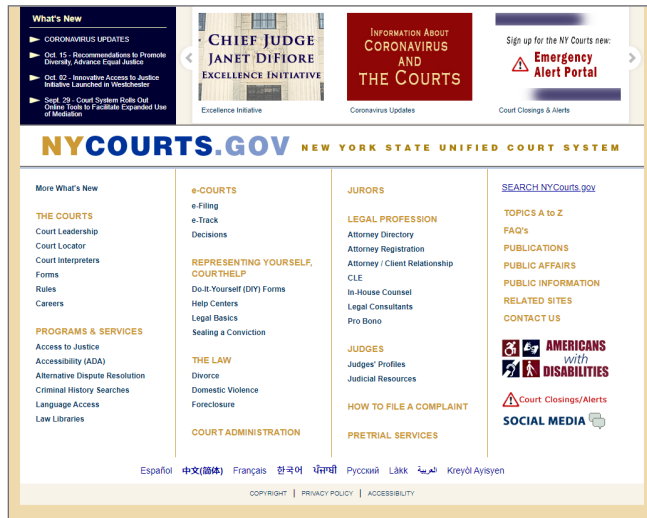 What's New
CORONAVIRUS UPDATES
Oct. 15 - Recommendations to Promote
Diversity, Advance Equal Justice
Oct. 02 - Innovative Access to Justice
Initiative Launched in Westchester
Sept. 29 - Court System Rolls Out
Online Tools to Facilitate Expanded Use
of Mediation
CHIEF JUDGE
JANET DIFIORE
EXCELLENCE INITIATIVE
Excellence Initiative
INFORMATION ABOUT
CORONAVIRUS
AND
THE COURTS
Coronavirus Updates
Sign up for the NY Courts new:
Emergency
Alert Portal
Court Closings & Alerts
NYCOURTS.GOV NEW YORK STATE UNIFIED COURT SYSTEM
More What's New
THE COURTS
Court Leadership
Court Locator
Court Interpreters
Forms
Rules
Careers
PROGRAMS & SERVICES
Access to Justice
Accessibility (ADA)
Alternative Dispute Resolution
Criminal History Searches
Language Access
Law Libraries
e-COURTS
e-Filing
e-Track
Decisions
REPRESENTING YOURSELF,
COURTHELP
Do-It-Yourself (DIY) Forms
Help Centers
Legal Basics
Sealing a Conviction
THE LAW
Divorce
Domestic Violence
Foreclosure
COURT ADMINISTRATION
JURORS
LEGAL PROFESSION
Attorney Directory
Attorney Registration
Attorney / Client Relationship
CLE
In-House Counsel
Legal Consultants
Pro Bono
JUDGES
Judges' Profiles
Judicial Resources
HOW TO FILE A COMPLAINT
PRETRIAL SERVICES
SEARCH NYCourts.gov
TOPICS A to Z
FAQ's
PUBLICATIONS
PUBLIC AFFAIRS
PUBLIC INFORMATION
RELATED SITES
CONTACT US
AMERICANS
with
DISABILITIES
Court Closings/Alerts
SOCIAL MEDIA
Español 中文(简体) Français 한국어 ਪੰਜਾਬੀ Русский Lákk العربية Kreyòl Ayisyen
COPYRIGHT | PRIVACY POLICY | ACCESSIBILITY